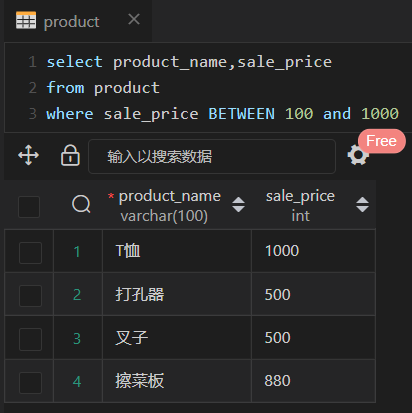 product
1 select product_name,sale_price
2 from product
3 where sale_price BETWEEN 100 and 1000
Free
输入以搜索数据
* product_name sale_price
varchar(100) int
1 T恤 1000
2 打孔器 500
3 叉子 500
4 擦菜板 880